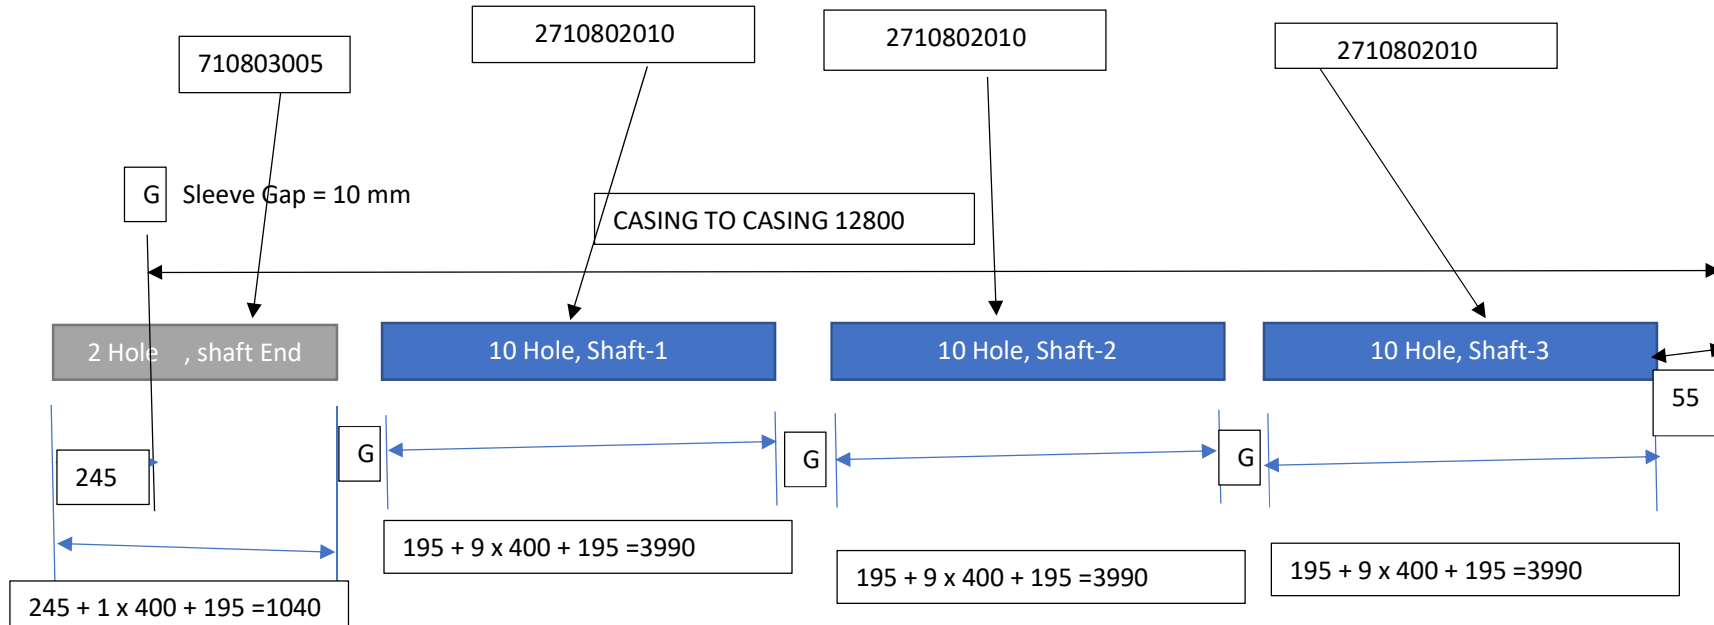 2710802010
2710802010
2710802010
710803005
G
Sleeve Gap = 10 mm
CASING TO CASING 12800
2 Hole , shaft End
10 Hole, Shaft-1
10 Hole, Shaft-2
10 Hole, Shaft-3
55
G
G
G
245
195 + 9 x 400 + 195 =3990
195 + 9 x 400 + 195 =3990
195 + 9 x 400 + 195 =3990
245 + 1 x 400 + 195 =1040